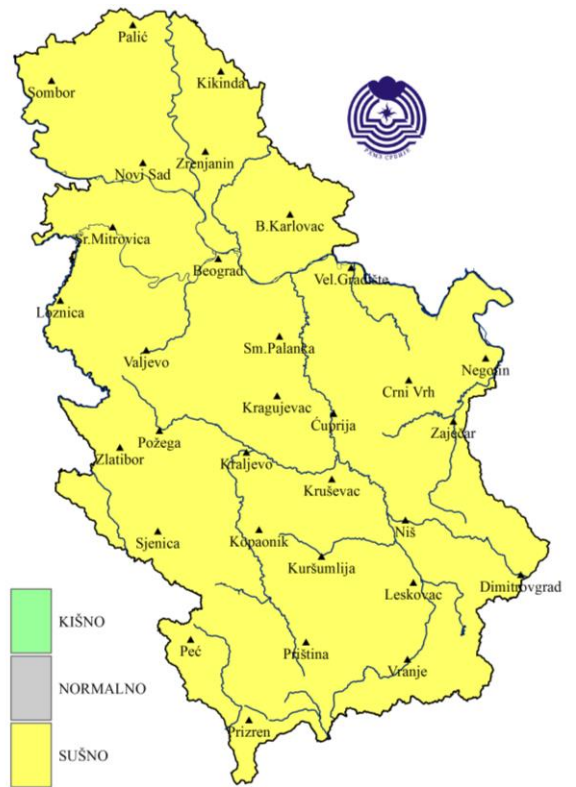 Palić
Kikinda
Sombor
Zrenjanin
Novi Sad
B.Karlovac
Sr.Mitrovica
Beograd
Vel.Gradište
Loznica
Sm.Palanka
Valjevo
Negotin
Crni Vrh
Kragujevac
Ćuprija
Zaječar
Požega
Zlatibor
Kraljevo
Kruševac
Niš
Sjenica
Kopaonik
Kuršumlija
Dimitrovgrad
Leskovac
KIŠNO
Peć
Priština
Vranje
NORMALNO
Prizren
SUŠNO